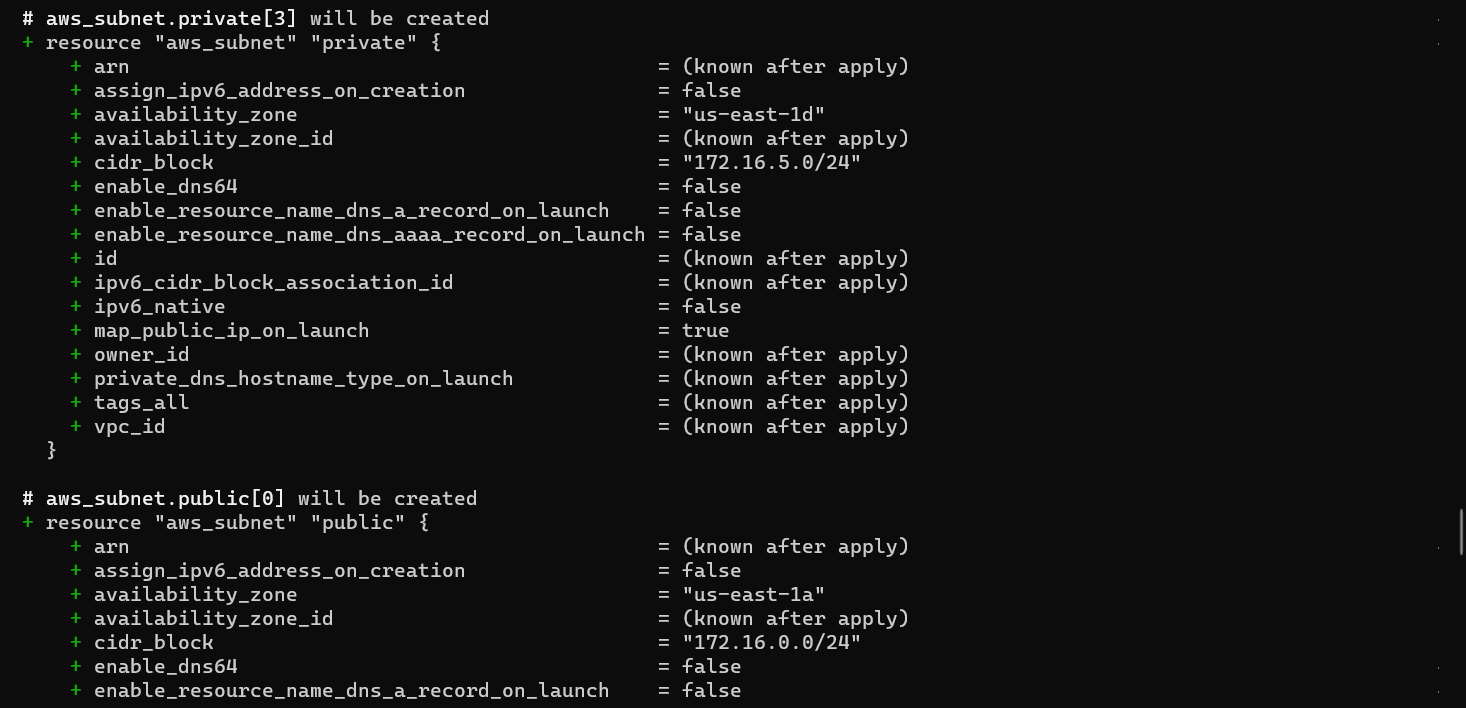 # aws_subnet.private[3] will be created
+ resource "aws_subnet" "private" {
    + arn                                            = (known after apply)
    + assign_ipv6_address_on_creation                = false
    + availability_zone                              = "us-east-1d"
    + availability_zone_id                           = (known after apply)
    + cidr_block                                     = "172.16.5.0/24"
    + enable_dns64                                   = false
    + enable_resource_name_dns_a_record_on_launch    = false
    + enable_resource_name_dns_aaaa_record_on_launch = false
    + id                                             = (known after apply)
    + ipv6_cidr_block_association_id                 = (known after apply)
    + ipv6_native                                    = false
    + map_public_ip_on_launch                        = true
    + owner_id                                       = (known after apply)
    + private_dns_hostname_type_on_launch            = (known after apply)
    + tags_all                                       = (known after apply)
    + vpc_id                                         = (known after apply)
  }

# aws_subnet.public[0] will be created
+ resource "aws_subnet" "public" {
    + arn                                            = (known after apply)
    + assign_ipv6_address_on_creation                = false
    + availability_zone                              = "us-east-1a"
    + availability_zone_id                           = (known after apply)
    + cidr_block                                     = "172.16.0.0/24"
    + enable_dns64                                   = false
    + enable_resource_name_dns_a_record_on_launch    = false